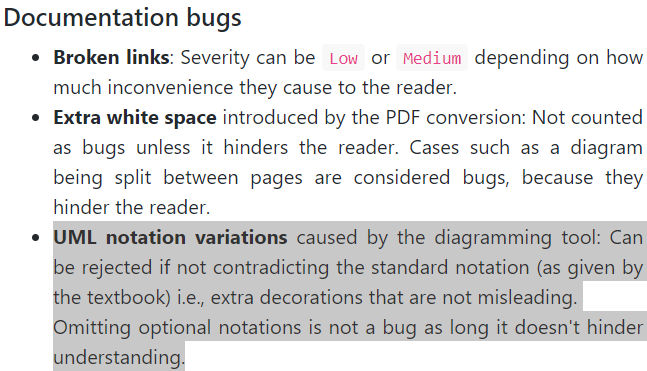 Documentation bugs
Broken links: Severity can be Low or Medium depending on how
much inconvenience they cause to the reader.
Extra white space introduced by the PDF conversion: Not counted
as bugs unless it hinders the reader. Cases such as a diagram
being split between pages are considered bugs, because they
hinder the reader.
UML notation variations caused by the diagramming tool: Can
be rejected if not contradicting the standard notation (as given by
the textbook) i.e., extra decorations that are not misleading.
Omitting optional notations is not a bug as long it doesn't hinder
understanding.